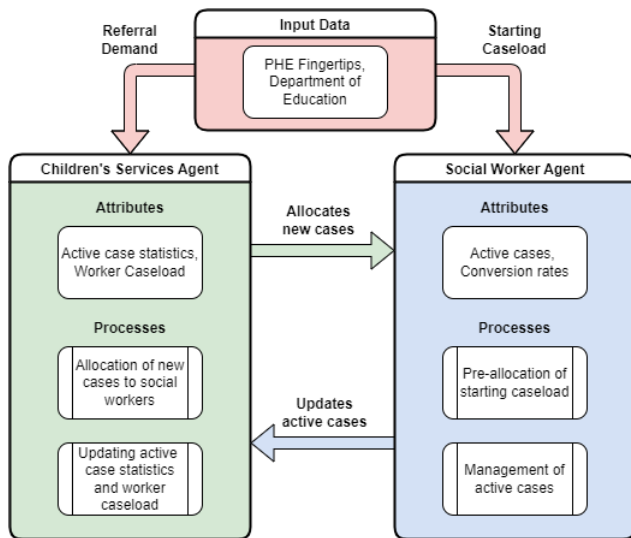 Referral
Demand
Input Data
Starting
Caseload
PHE Fingertips,
Department of
Education
Children's Services Agent
Attributes
Active case statistics,
Worker Caseload
Processes
Allocation of new
cases to social
workers
Updating active
case statistics
and worker
caseload
Allocates
new cases
Updates
active cases
Social Worker Agent
Attributes
Active cases,
Conversion rates
Processes
Pre-allocation of
starting caseload
Management of
active cases